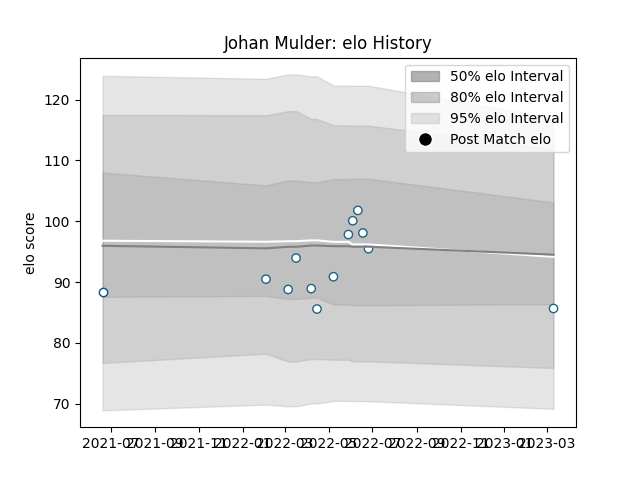 Johan Mulder: elo History
50% elo Interval
80% elo Interval
95% elo Interval
Post Match elo
elo score
120
110
100
90
80
70
2021-07 2021-09 2021-11 2022-01 2022-03 2022-05 2022-07 2022-09 2022-11 2023-01 2023-03